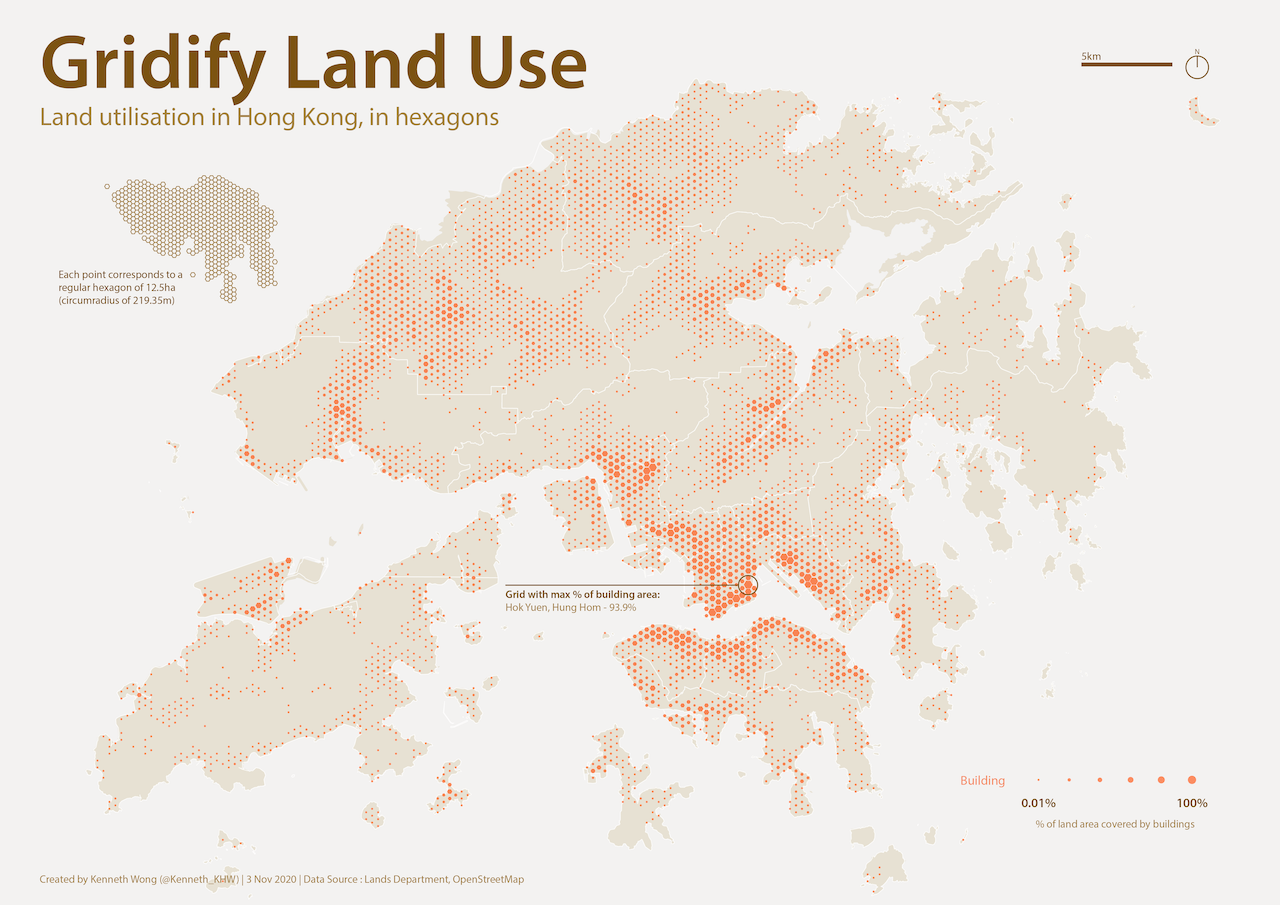 Gridify Land Use
Land utilisation in Hong Kong, in hexagons
5km
N
Each point corresponds to a
regular hexagon of 12.5ha
(circumradius of 219.35m)
Grid with max % of building area:
Hok Yuen, Hung Hom - 93.9%
Building
0.01%
100%
% of land area covered by buildings
Created by Kenneth Wong (@Kenneth_KHW) | 3 Nov 2020 | Data Source : Lands Department, OpenStreetMap